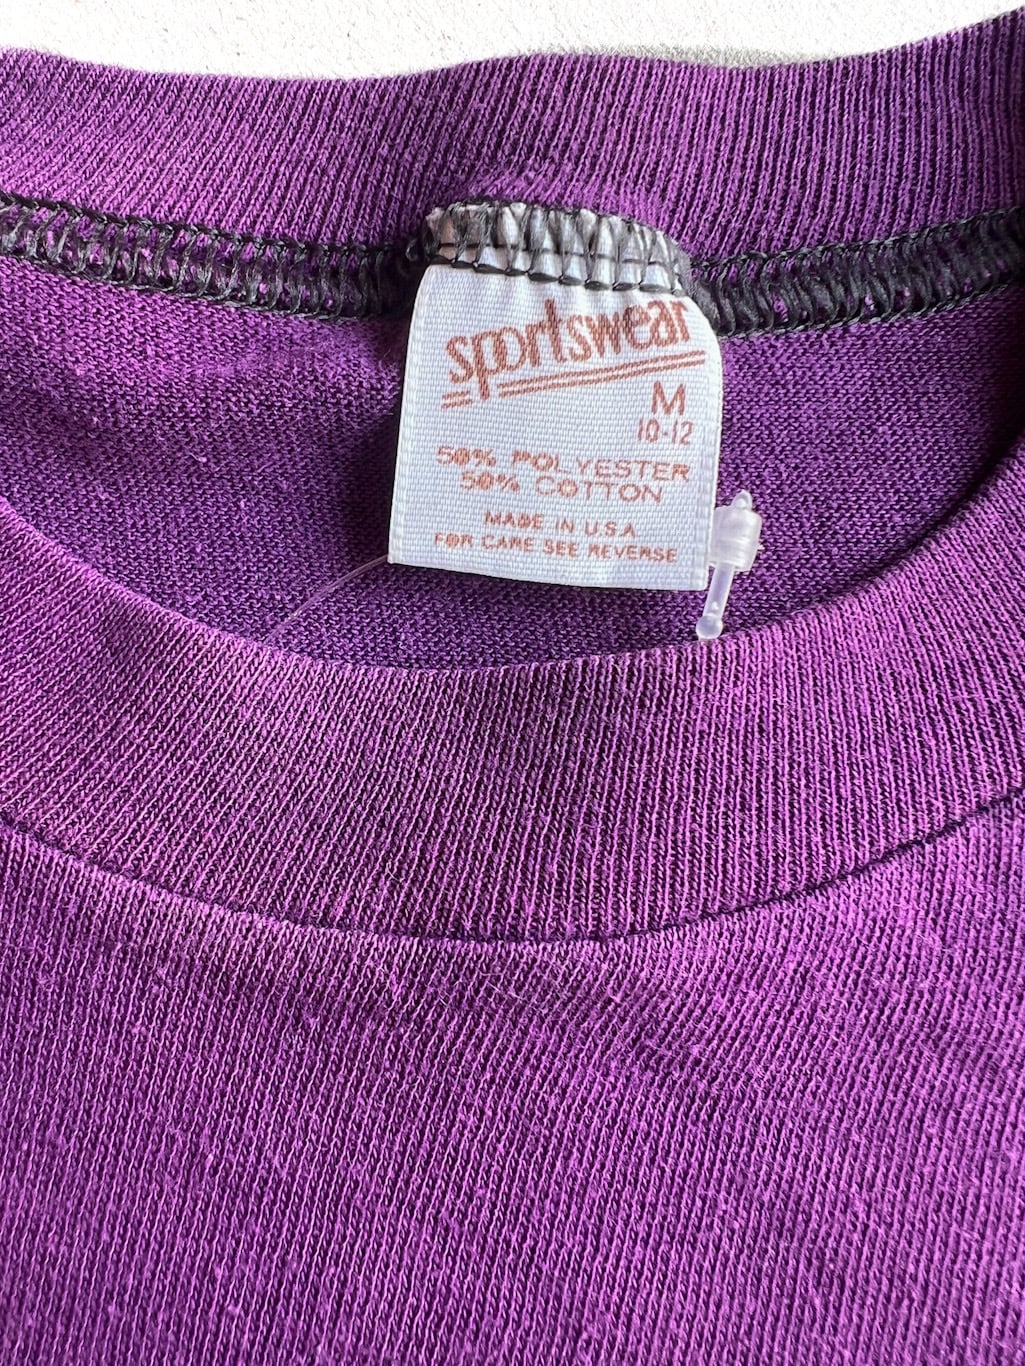 sportswear
M
10-12
50% POLYESTER
50% COTTON
MADE IN U.S.A
FOR CARE SEE REVERSE